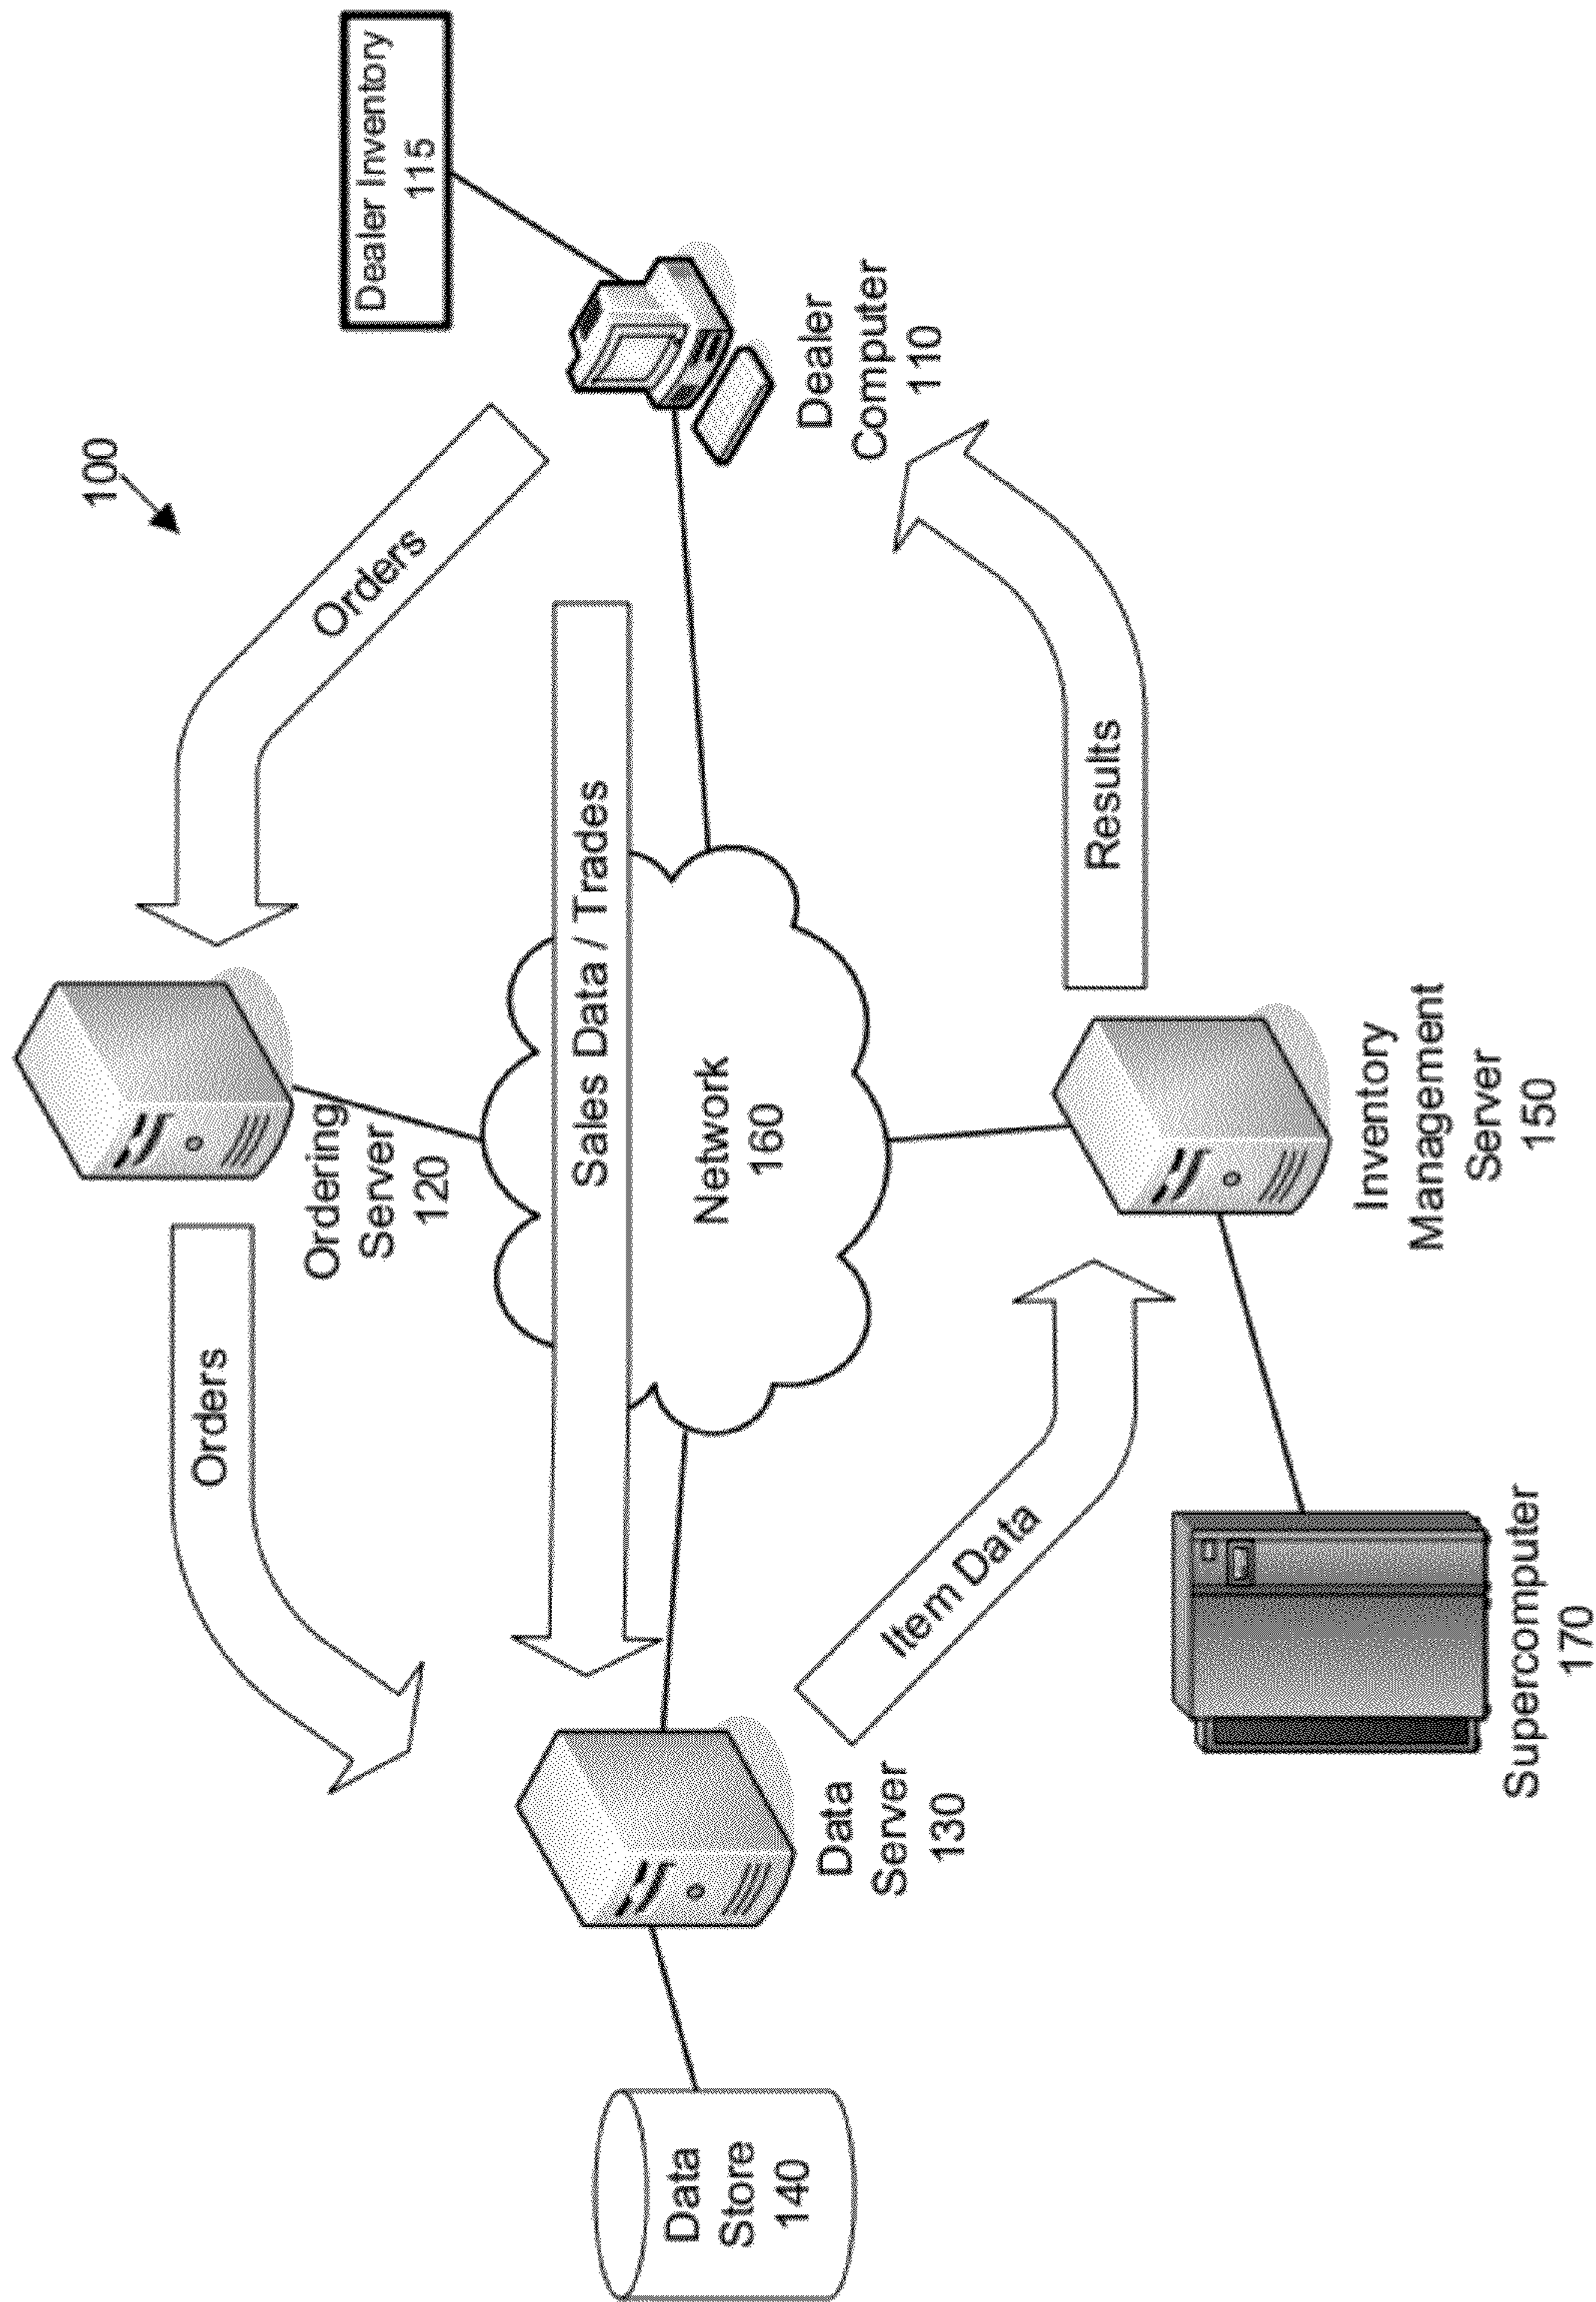 100
Dealer Inventory
115
Orders
Dealer
Computer
110
Ordering
Server
120
Sales Data / Trades
Orders
Network
160
Results
Data
Store
140
Data
Server
130
Item Data
Inventory
Management
Server
150
Supercomputer
170